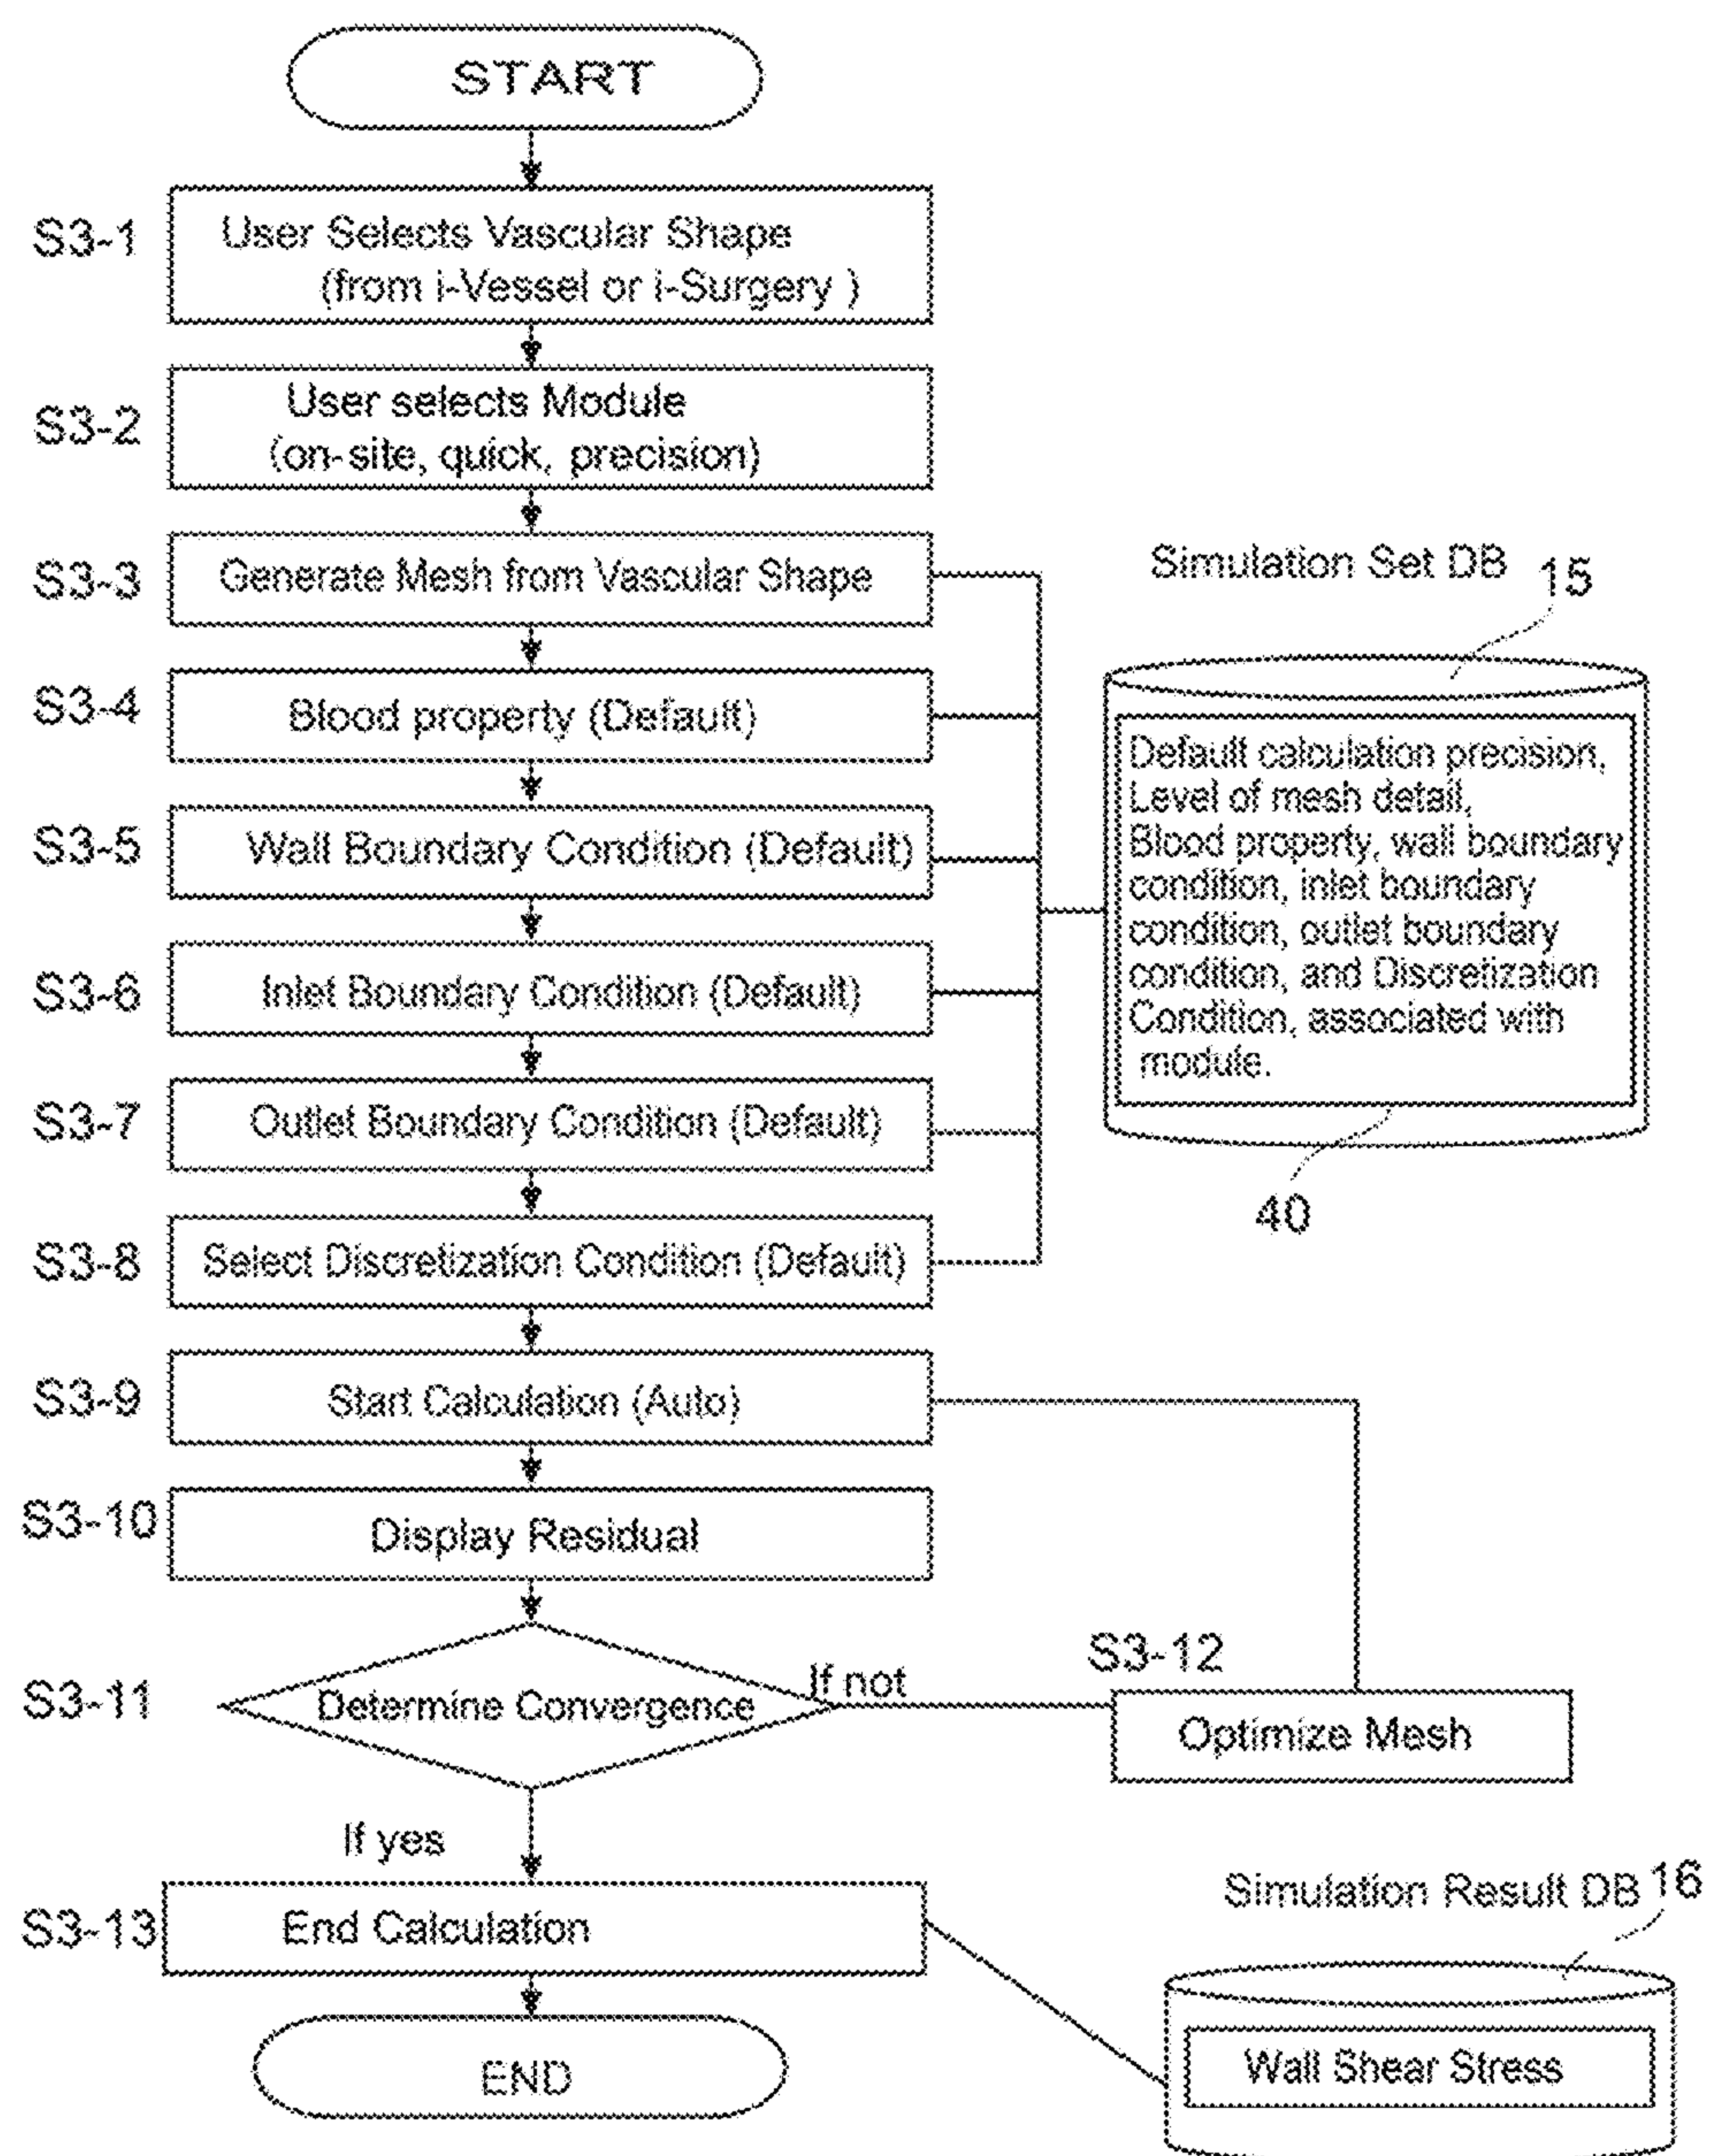 START
S3-1
User Selects Vascular Shape
(from i-Vessel or i-Surgery )
S3-2
User selects Module
(on-site, quick, precision)
S3-3
Generate Mesh from Vascular Shape
Simulation Set DB
15
S3-4
Blood property (Default)
Default calculation precision,
Level of mesh detail,
Blood property, wall boundary
condition, inlet boundary
condition, outlet boundary
condition, and Discretization
Condition, associated with
module.
40
S3-5
Wall Boundary Condition (Default)
S3-6
Inlet Boundary Condition (Default)
S3-7
Outlet Boundary Condition (Default)
S3-8
Select Discretization Condition (Default)
S3-9
Start Calculation (Auto)
S3-10
Display Residual
S3-11
Determine Convergence
If not
S3-12
Optimize Mesh
If yes
S3-13
End Calculation
Simulation Result DB
16
Wall Shear Stress
END